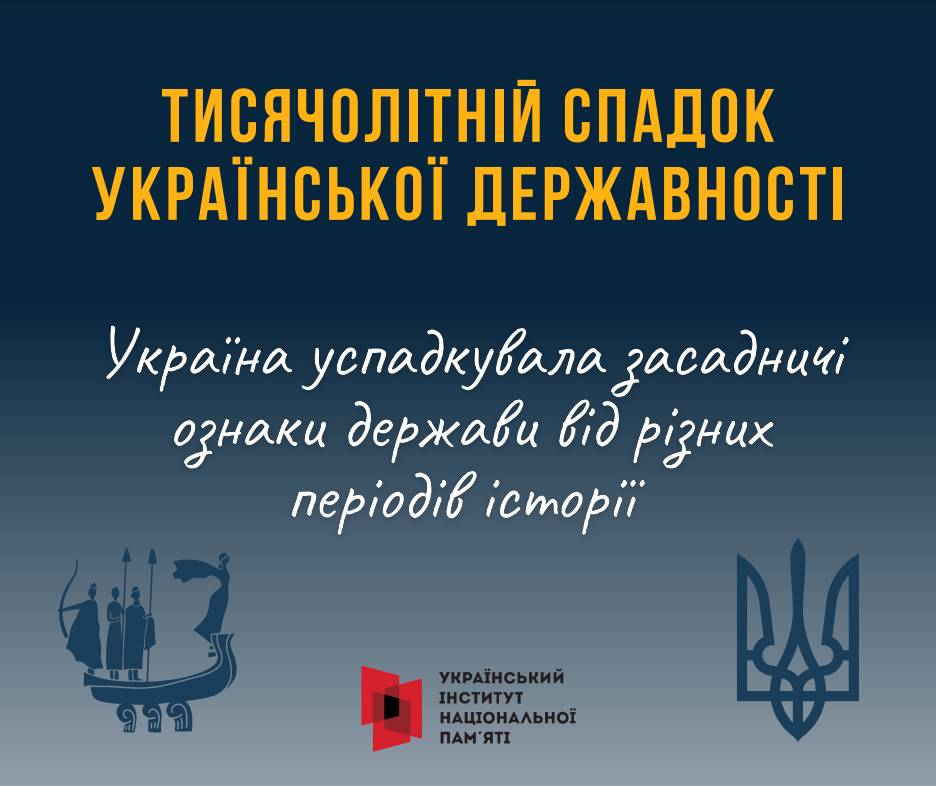 ТИСЯЧОЛІТНІЙ СПАДОК
УКРАЇНСЬКОЇ ДЕРЖАВНОСТІ
Україна успадкувала засадничі
ознаки держави від різних
періодів історії
УКРАЇНСЬКИЙ
ІНСТИТУТ
НАЦІОНАЛЬНОЇ
ПАМ´ЯТІ